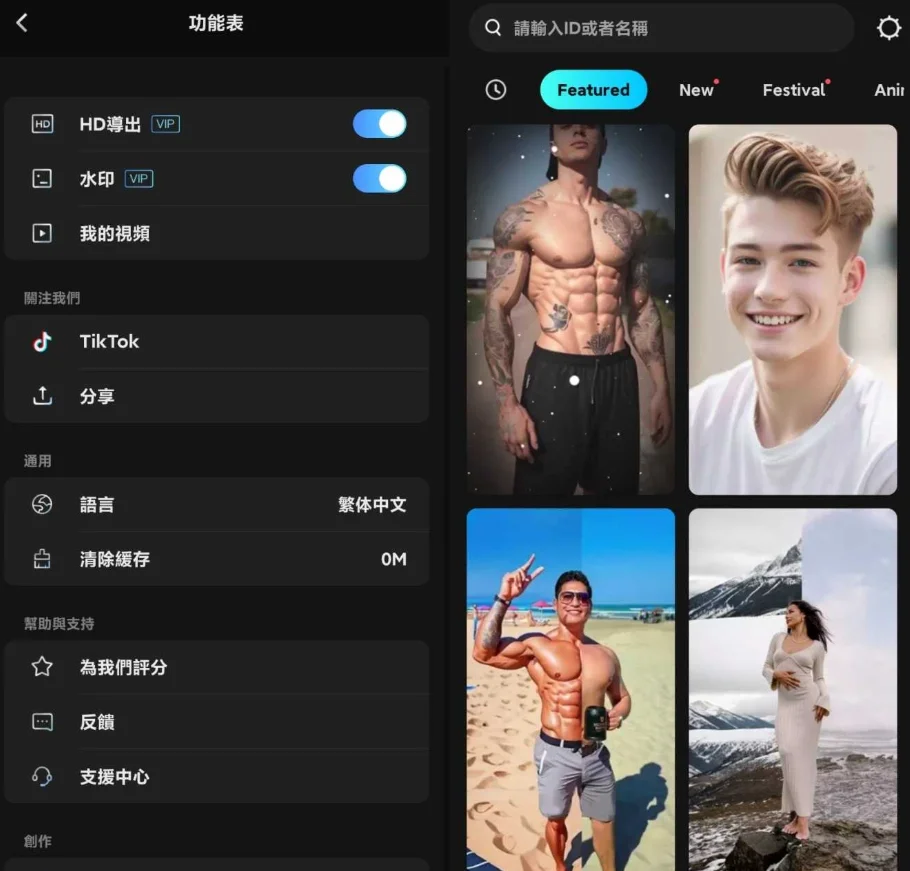 功能表
HD HD導出 VIP
水印 VIP
我的視頻
關注我們
TikTok
分享
通用
語言 繁体中文
清除緩存 0M
幫助與支持
為我們評分
反饋
支援中心
創作
請輸入ID或者名稱
Featured New Festival Ani